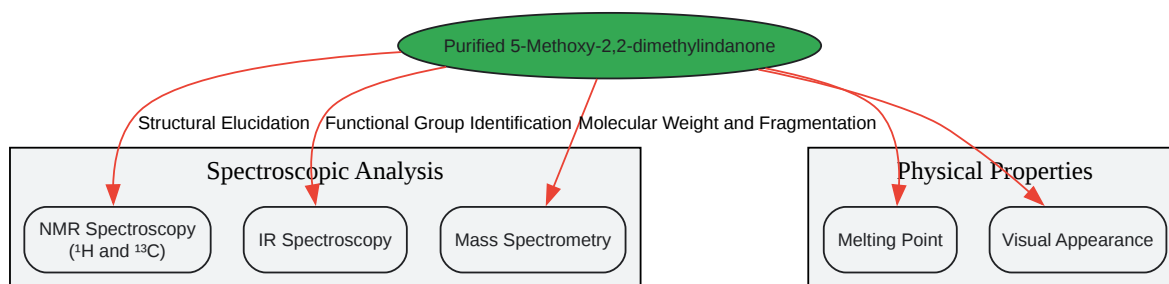 Purified 5-Methoxy-2,2-dimethylindanone
Structural Elucidation
Functional Group Identification
Molecular Weight and Fragmentation
Spectroscopic Analysis
Physical Properties
NMR Spectroscopy
(¹H and ¹³C)
IR Spectroscopy
Mass Spectrometry
Melting Point
Visual Appearance